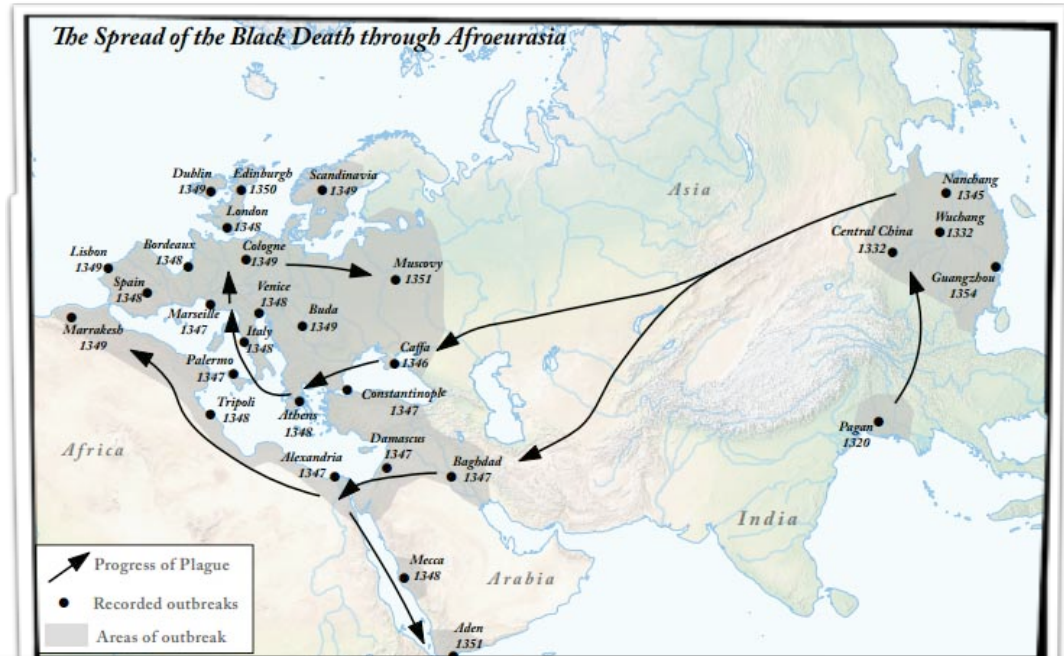 The Spread of the Black Death through Afroeurasia
Dublin
1349
Edinburgh
1350
Scandinavia
1349
London
1348
Lisbon
1349
Bordeaux
1348
Cologne
1349
Muscovy
1351
Spain
1348
Venice
1348
Marseille
1347
Buda
1349
Italy
1348
Marrakesh
1349
Palermo
1347
Caffa
1346
Constantinople
1347
Tripoli
1348
Athens
1348
Damascus
1347
Alexandria
1347
Baghdad
1347
Africa
Mecca
1348
Arabia
Aden
1351
Asia
Nanchang
1345
Wuchang
1332
Central China
1332
Guangzhou
1354
Pagan
1320
India
Progress of Plague
Recorded outbreaks
Areas of outbreak